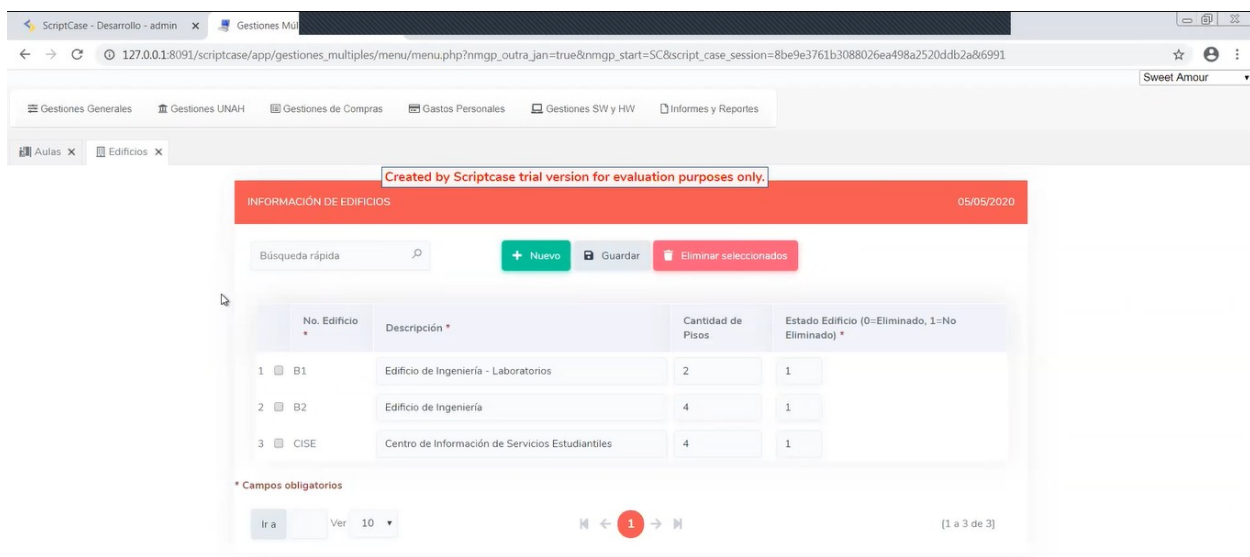 ScriptCase - Desarrollo - admin
Gestiones Múl
127.0.0.1:8091/scriptcase/app/gestiones_multiples/menu/menu.php?nmgp_outra_jan=true&nmgp_start=SC&script_case_session=8be9e3761b3088026ea498a2520ddb2a&6991
Sweet Amour
Gestiones Generales Gestiones UNAH Gestiones de Compras Gastos Personales Gestiones SW y HW Informes y Reportes
Aulas Edificios
Created by Scriptcase trial version for evaluation purposes only.
INFORMACIÓN DE EDIFICIOS 05/05/2020
Búsqueda rápida + Nuevo Guardar Eliminar seleccionados
No. Edificio * Descripción * Cantidad de Pisos Estado Edificio (0=Eliminado, 1=No Eliminado) *
1 B1 Edificio de Ingeniería - Laboratorios 2 1
2 B2 Edificio de Ingeniería 4 1
3 CISE Centro de Información de Servicios Estudiantiles 4 1
* Campos obligatorios
Ir a Ver 10 1 [1 a 3 de 3]